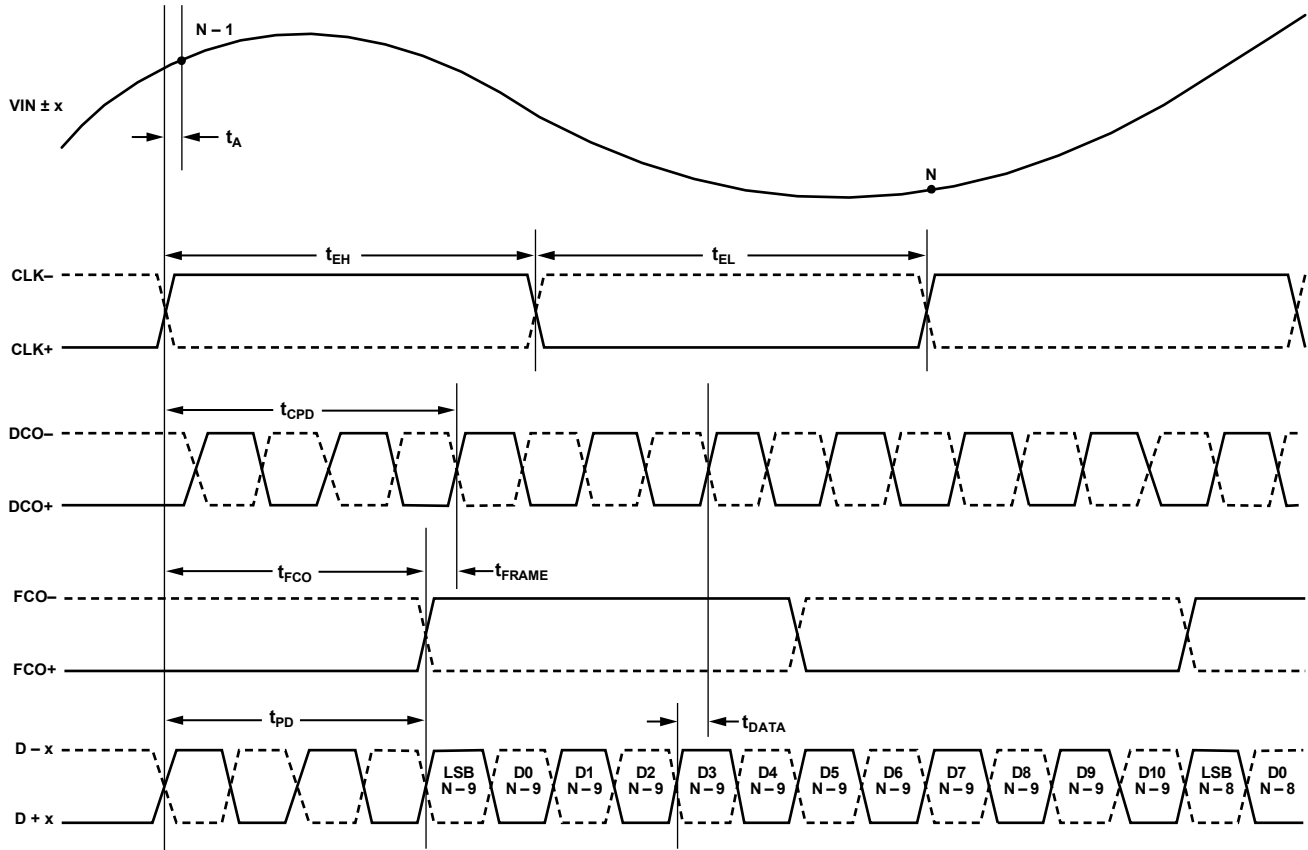 N – 1
VIN ± x
tA
N
tEH
tEL
CLK–
CLK+
tCPD
DCO–
DCO+
tFCO
tFRAME
FCO–
FCO+
tPD
tDATA
D – x
LSB N – 9
D0 N – 9
D1 N – 9
D2 N – 9
D3 N – 9
D4 N – 9
D5 N – 9
D6 N – 9
D7 N – 9
D8 N – 9
D9 N – 9
D10 N – 9
LSB N – 8
D0 N – 8
D + x